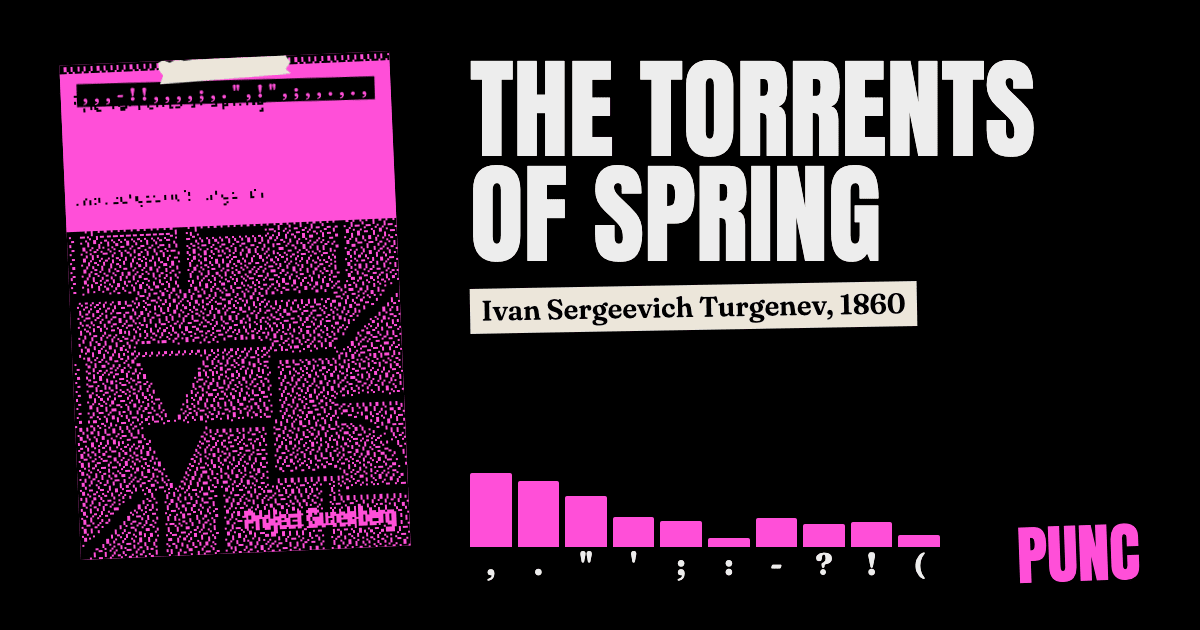 ,,,-!!,,,,;,.",!",;,,.,.,
THE TORRENTS
OF SPRING
Ivan Sergeevich Turgenev, 1860
Project Gutenberg
, . " ' ; : - ? ! (
PUNC